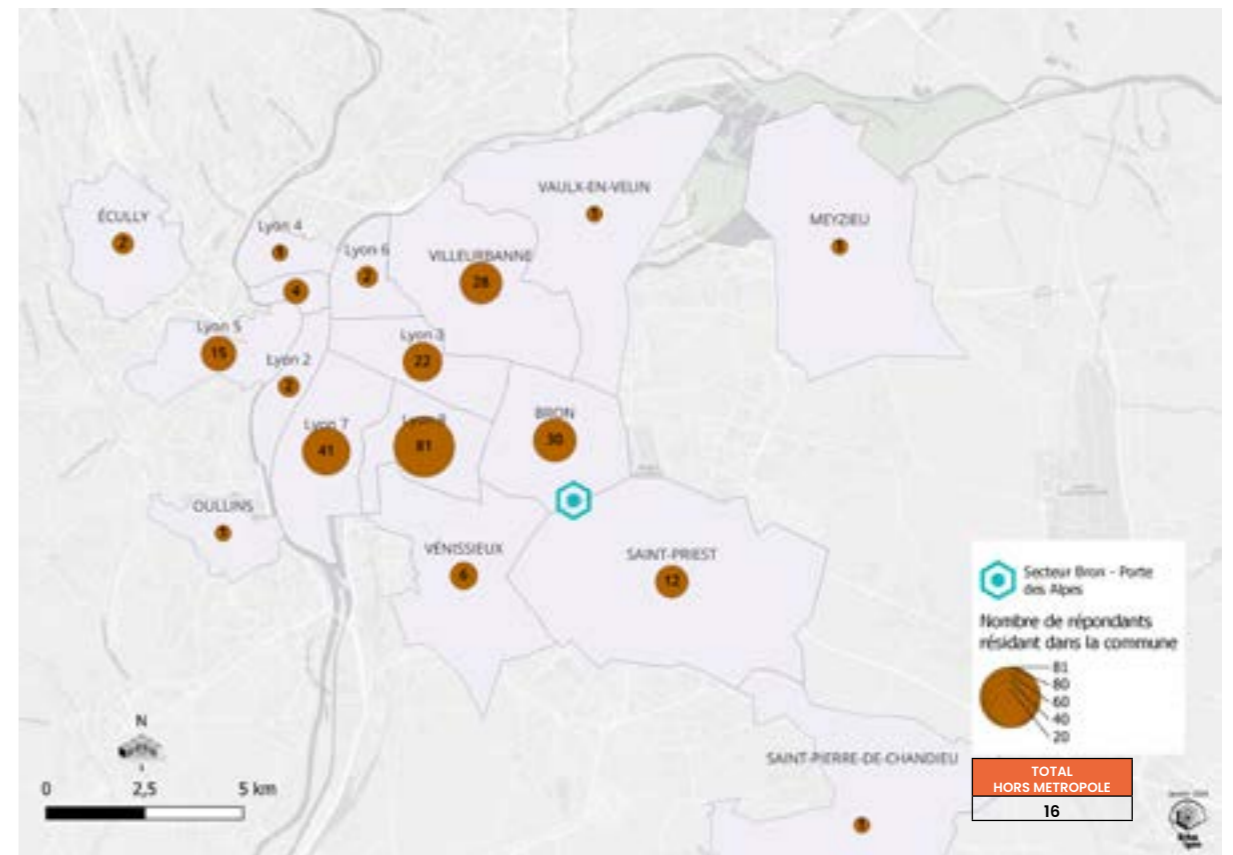 VAULX-EN-VELIN
1
ÉCULLY
2
MEYZIEU
1
Lyon 4
1
Lyon 6
2
VILLEURBANNE
4
Lyon 5
15
Lyon 3
22
Lyon 2
2
Lyon 7
41
Lyon 8
81
BRON
30
OULLINS
1
VÉNISSIEUX
6
SAINT-PRIEST
12
Secteur Bron - Porte
des Alpes
Nombre de répondants
résidant dans la commune
81
80
60
40
20
N
0
2,5
5 km
SAINT-PIERRE-DE-CHANDIEU
1
TOTAL
HORS METROPOLE
16